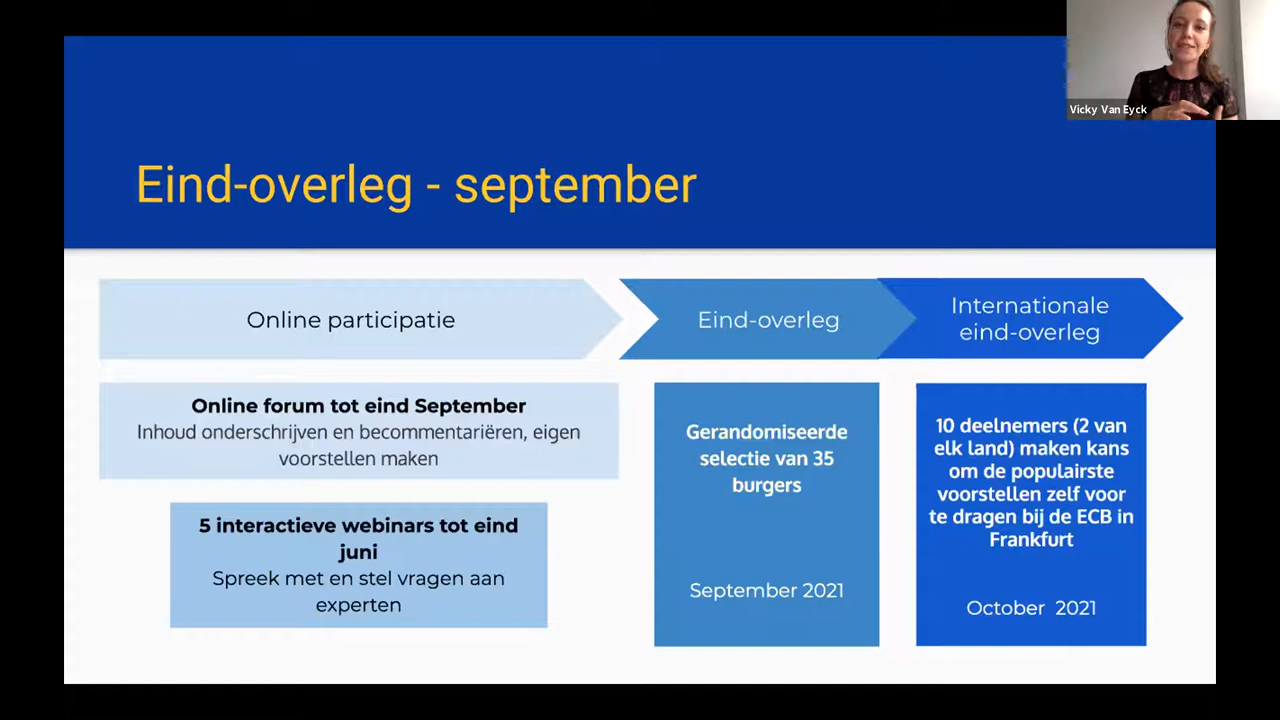 Vicky Van Eyck
Eind-overleg - september
Online participatie
Eind-overleg
Internationale
eind-overleg
Online forum tot eind September
Inhoud onderschrijven en becommentariëren, eigen
voorstellen maken
5 interactieve webinars tot eind
juni
Spreek met en stel vragen aan
experten
Gerandomiseerde
selectie van 35
burgers
September 2021
10 deelnemers (2 van
elk land) maken kans
om de populairste
voorstellen zelf voor
te dragen bij de ECB in
Frankfurt
October 2021